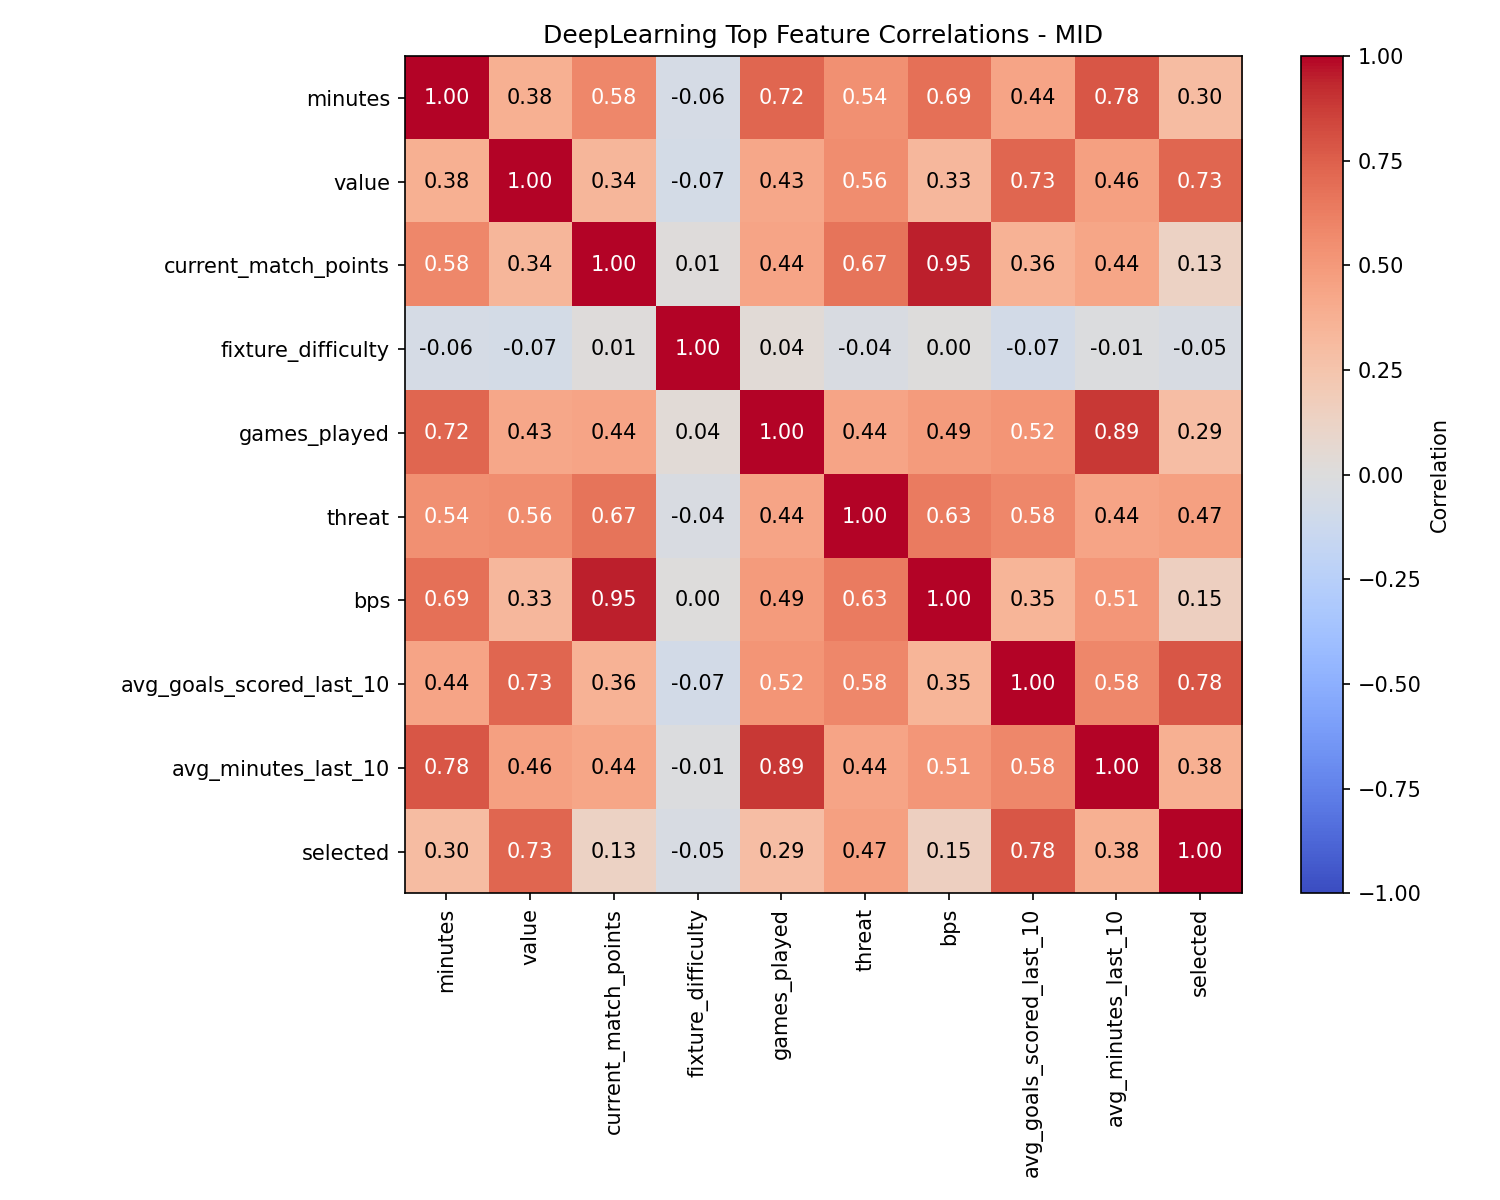 DeepLearning Top Feature Correlations - MID
minutes 1.00 0.38 0.58 -0.06 0.72 0.54 0.69 0.44 0.78 0.30
value 0.38 1.00 0.34 -0.07 0.43 0.56 0.33 0.73 0.46 0.73
current_match_points 0.58 0.34 1.00 0.01 0.44 0.67 0.95 0.36 0.44 0.13
fixture_difficulty -0.06 -0.07 0.01 1.00 0.04 -0.04 0.00 -0.07 -0.01 -0.05
games_played 0.72 0.43 0.44 0.04 1.00 0.44 0.49 0.52 0.89 0.29
threat 0.54 0.56 0.67 -0.04 0.44 1.00 0.63 0.58 0.44 0.47
bps 0.69 0.33 0.95 0.00 0.49 0.63 1.00 0.35 0.51 0.15
avg_goals_scored_last_10 0.44 0.73 0.36 -0.07 0.52 0.58 0.35 1.00 0.58 0.78
avg_minutes_last_10 0.78 0.46 0.44 -0.01 0.89 0.44 0.51 0.58 1.00 0.38
selected 0.30 0.73 0.13 -0.05 0.29 0.47 0.15 0.78 0.38 1.00
minutes
value
current_match_points
fixture_difficulty
games_played
threat
bps
avg_goals_scored_last_10
avg_minutes_last_10
selected
1.00
0.75
0.50
0.25
0.00
−0.25
−0.50
−0.75
−1.00
Correlation